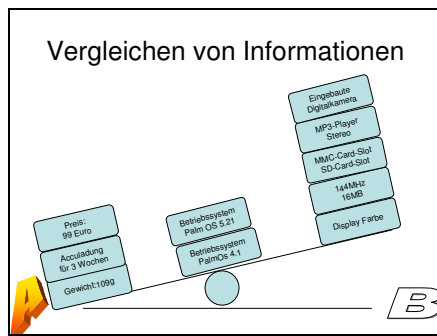 Vergleichen von Informationen
Eingebaute
Digitalkamera
MP3-Player
Stereo
MMC-Card-Slot
SD-Card-Slot
144MHz
16MB
Display Farbe
Betriebssystem
Palm OS 5.21
Betriebssystem
PalmOs 4.1
Preis:
99 Euro
Acculadung
für 3 Wochen
Gewicht:109g
A
B